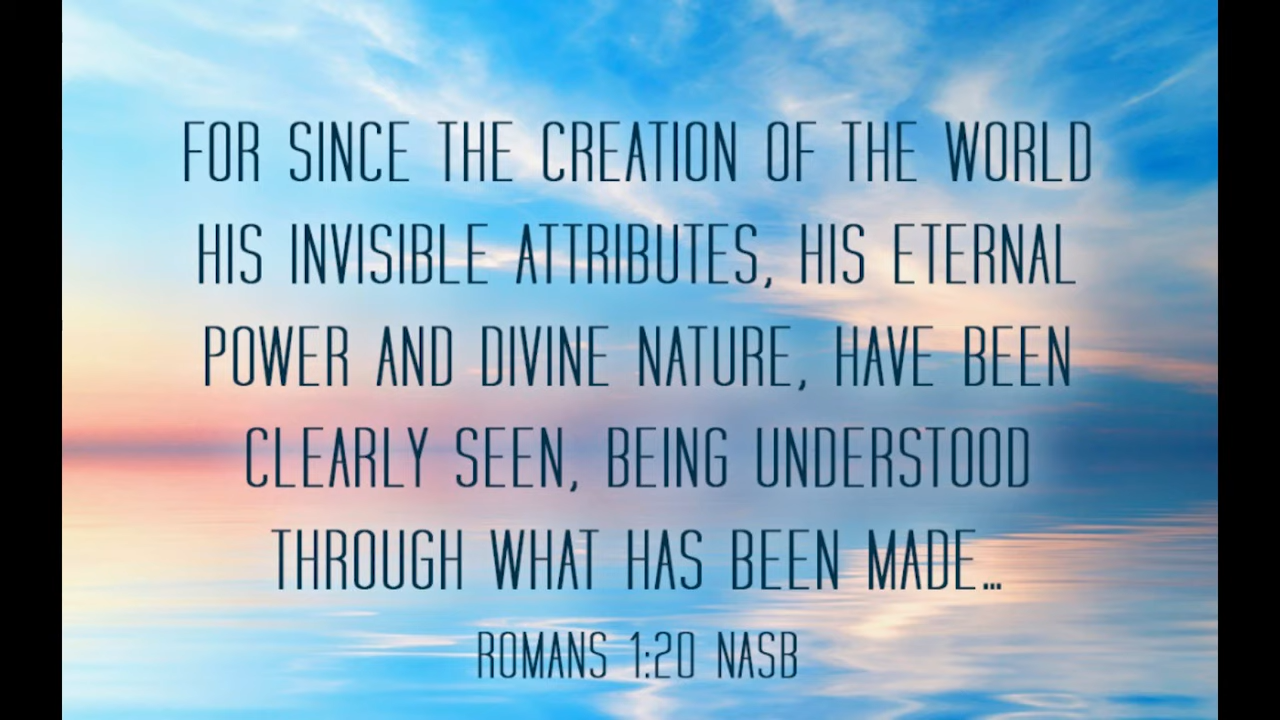 FOR SINCE THE CREATION OF THE WORLD
HIS INVISIBLE ATTRIBUTES, HIS ETERNAL
POWER AND DIVINE NATURE, HAVE BEEN
CLEARLY SEEN, BEING UNDERSTOOD
THROUGH WHAT HAS BEEN MADE...
ROMANS 1:20 NASB